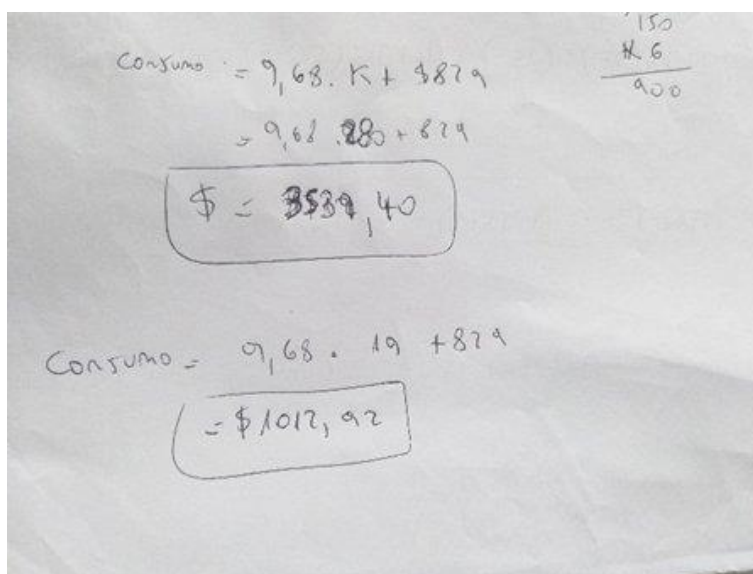 150
x 6
900
Consumo = 9,68. K + $829
= 9,68 .280 + 829
$ = 3539,40
Consumo = 9,68. 19 + 829
= $1012,92